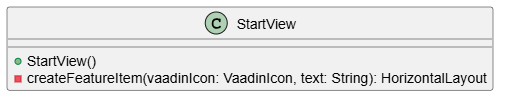 C StartView
StartView()
createFeatureItem(vaadinIcon: VaadinIcon, text: String): HorizontalLayout